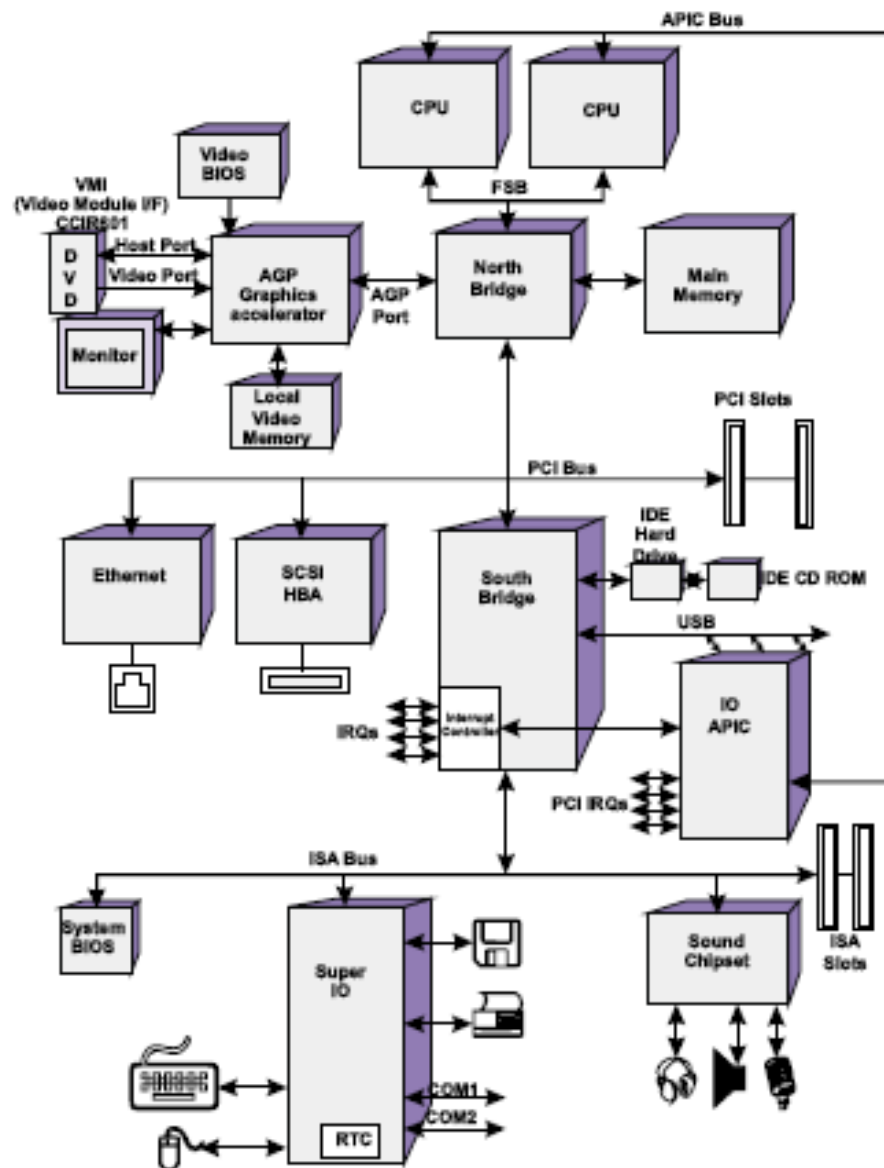 APIC Bus
CPU
CPU
Video
BIOS
VMI
(Video Module I/F)
CCIR601
FSB
D
V
D
Host Port
Video Port
AGP
Graphics
accelerator
AGP
Port
North
Bridge
Main
Memory
Monitor
Local
Video
Memory
PCI Slots
PCI Bus
Ethernet
SCSI
HBA
South
Bridge
IDE
Hard
Drive
IDE CD ROM
USB
IO
APIC
Interrupt
Controller
IRQs
PCI IRQs
ISA Bus
System
BIOS
Super
IO
Sound
Chipset
ISA
Slots
COM1
COM2
RTC